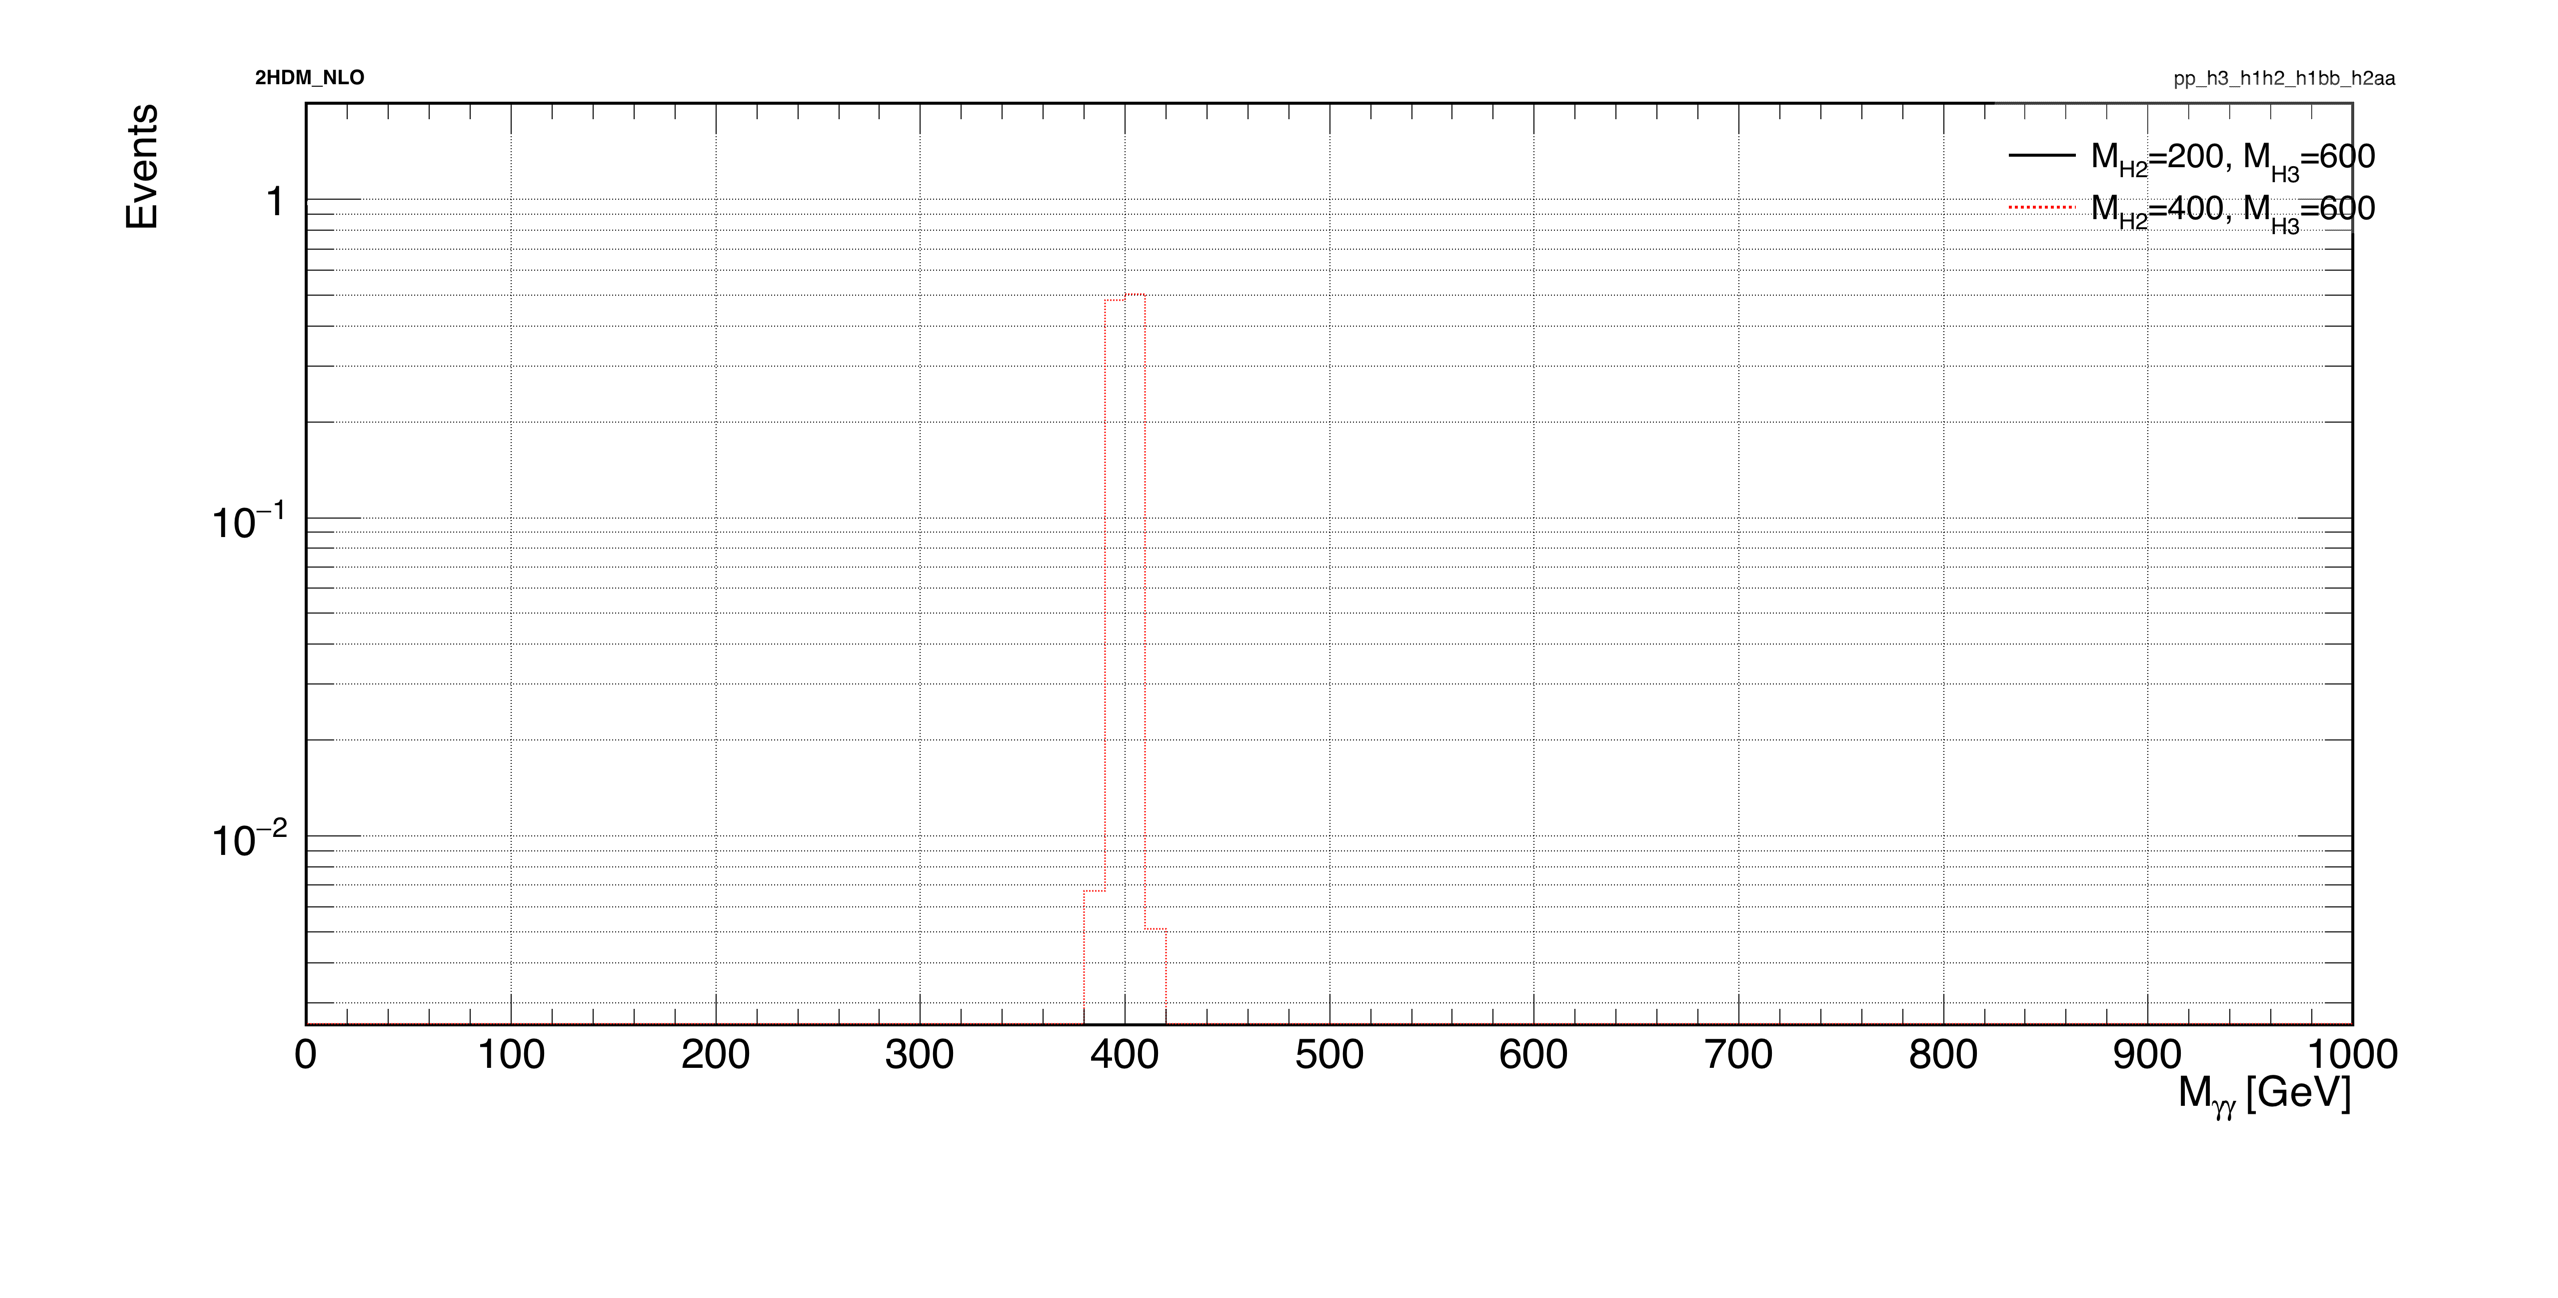 2HDM_NLO
pp_h3_h1h2_h1bb_h2aa
Events
M_H2=200, M_H3=600
M_H2=400, M_H3=600
1
10^−1
10^−2
0 100 200 300 400 500 600 700 800 900 1000
M_γγ [GeV]